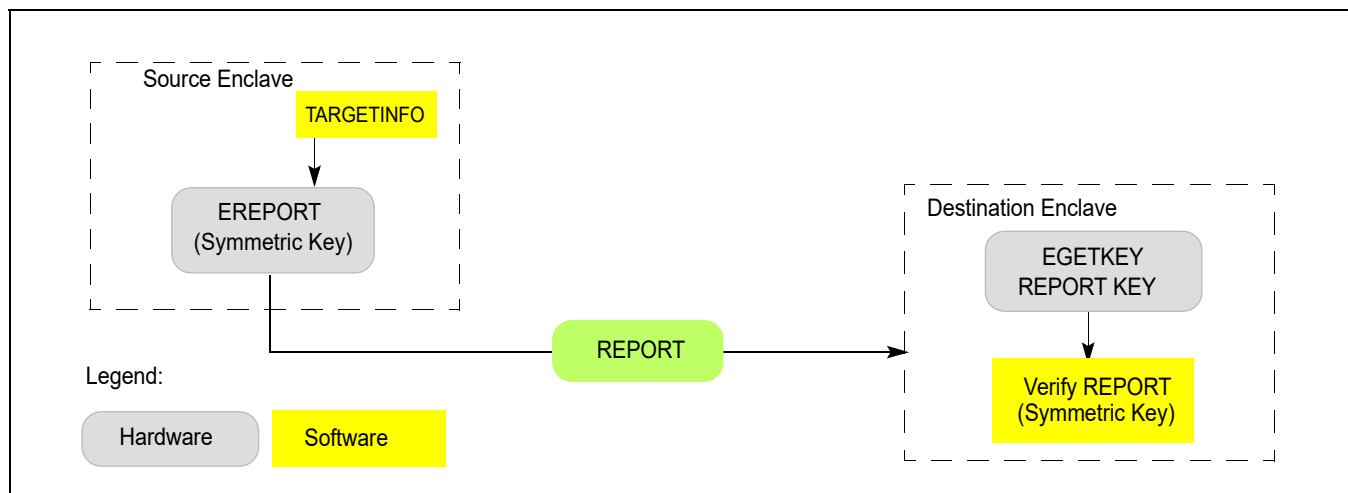 Source Enclave
TARGETINFO
EREPORT
(Symmetric Key)
Destination Enclave
EGETKEY
REPORT KEY
REPORT
Verify REPORT
(Symmetric Key)
Legend:
Hardware
Software